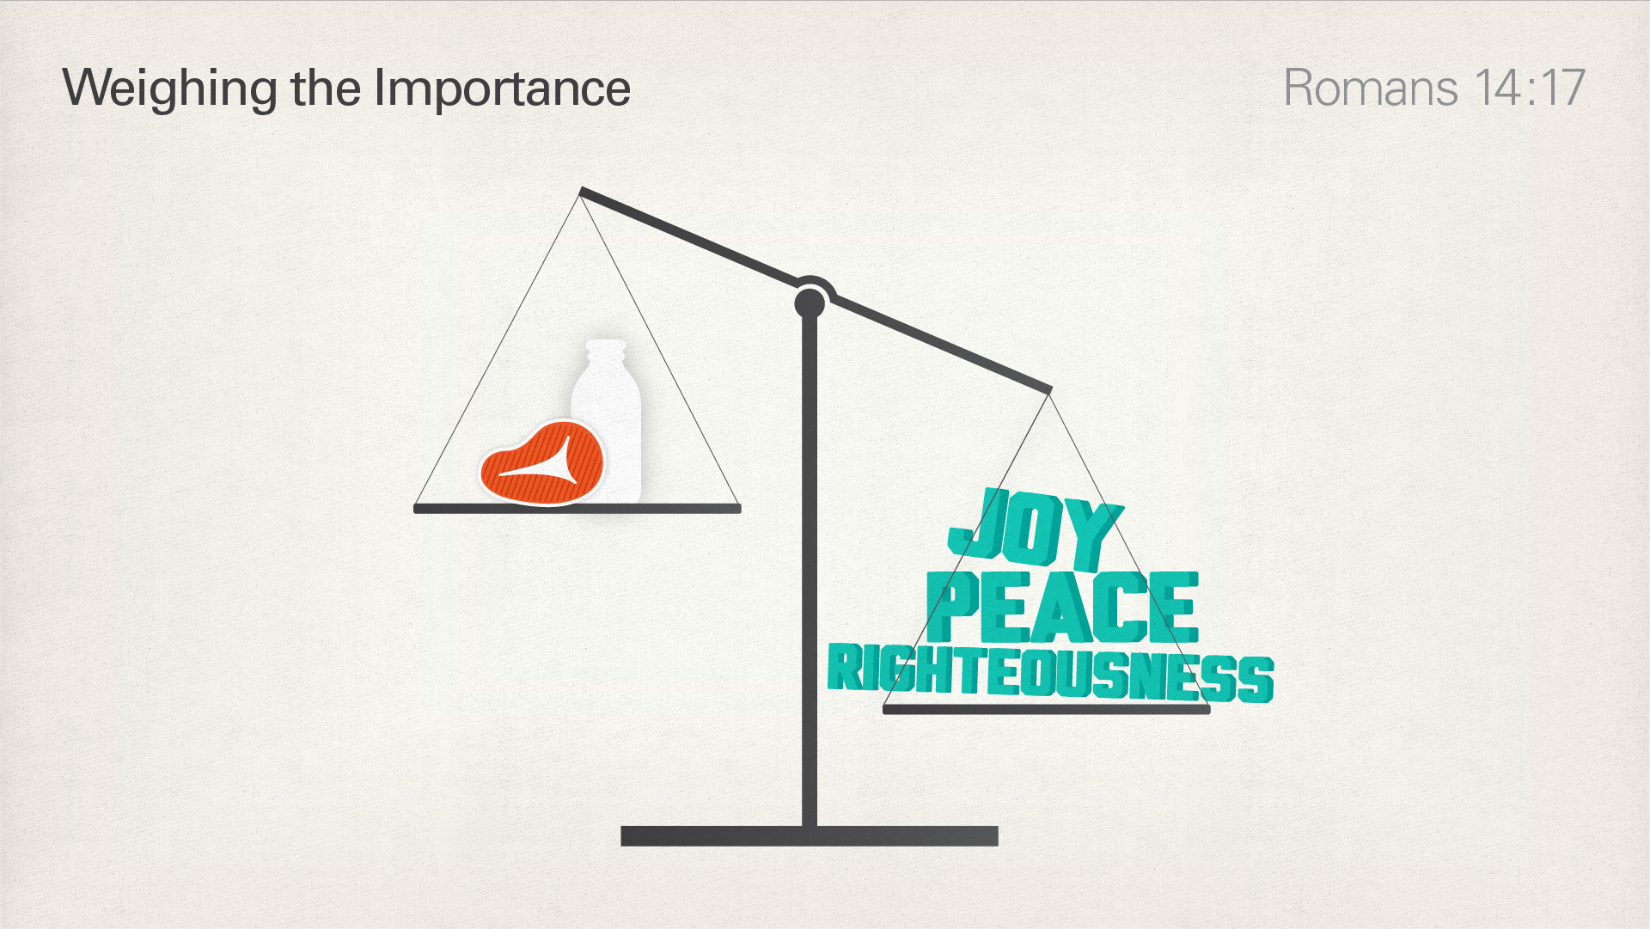 Weighing the Importance
Romans 14:17
JOY
PEACE
RIGHTEOUSNESS